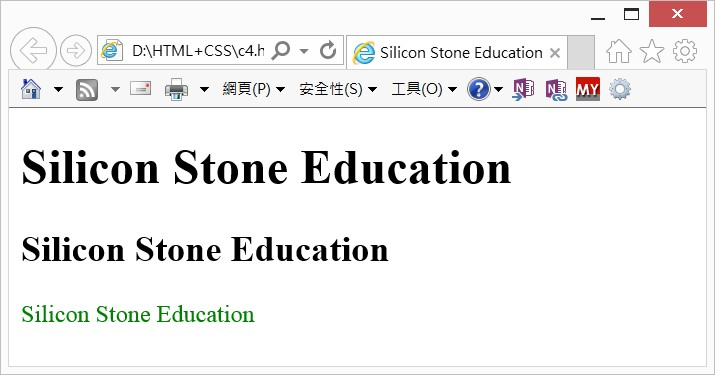 D:\HTML+CSS\c4.h
Silicon Stone Education
網頁(P) 安全性(S) 工具(O) MY
Silicon Stone Education
Silicon Stone Education
Silicon Stone Education